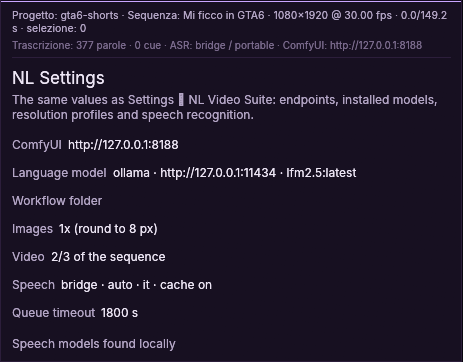 Progetto: gta6-shorts · Sequenza: Mi ficco in GTA6 · 1080×1920 @ 30.00 fps · 0.0/149.2
s · selezione: 0
Trascrizione: 377 parole · 0 cue · ASR: bridge / portable · ComfyUI: http://127.0.0.1:8188
NL Settings
The same values as Settings ▯ NL Video Suite: endpoints, installed models,
resolution profiles and speech recognition.
ComfyUI http://127.0.0.1:8188
Language model ollama · http://127.0.0.1:11434 · lfm2.5:latest
Workflow folder
Images 1x (round to 8 px)
Video 2/3 of the sequence
Speech bridge · auto · it · cache on
Queue timeout 1800 s
Speech models found locally